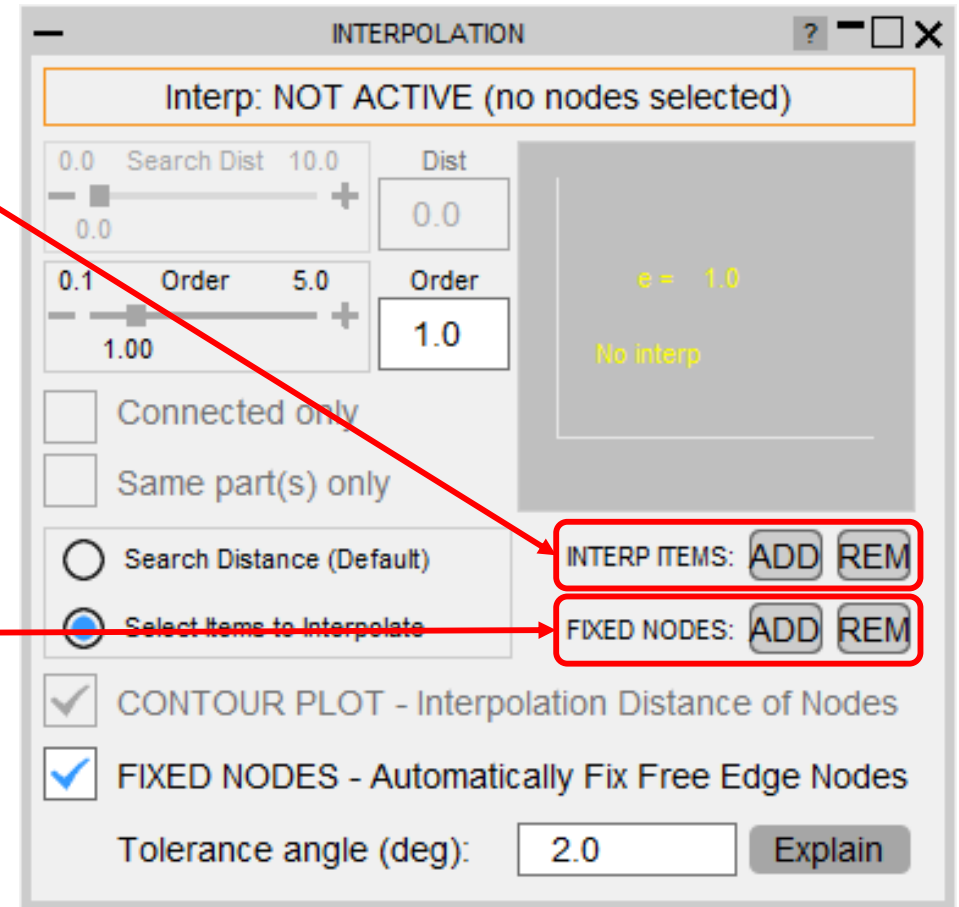 INTERPOLATION ?
Interp: NOT ACTIVE (no nodes selected)
0.0 Search Dist 10.0
0.0
Dist
0.0
0.1 Order 5.0
1.00
Order
1.0
e = 1.0
No interp
Connected only
Same part(s) only
Search Distance (Default)
Select Items to Interpolate
INTERP ITEMS: ADD REM
FIXED NODES: ADD REM
CONTOUR PLOT - Interpolation Distance of Nodes
FIXED NODES - Automatically Fix Free Edge Nodes
Tolerance angle (deg): 2.0 Explain